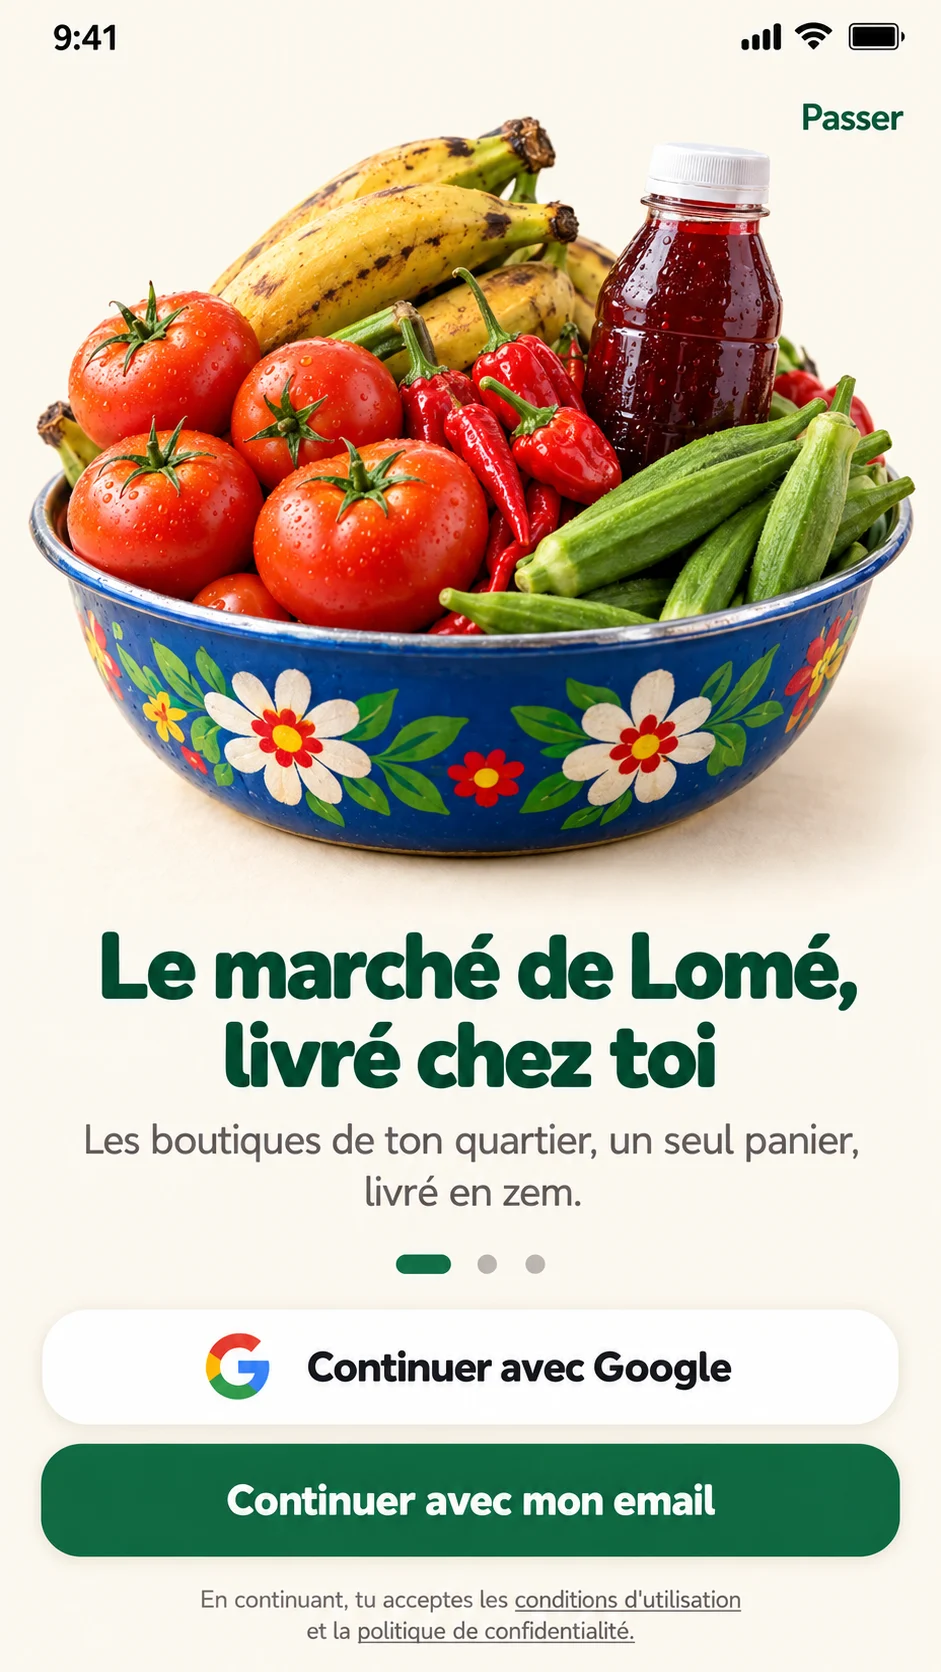 9:41
Passer
Le marché de Lomé,
livré chez toi
Les boutiques de ton quartier, un seul panier,
livré en zem.
Continuer avec Google
Continuer avec mon email
En continuant, tu acceptes les conditions d'utilisation
et la politique de confidentialité.